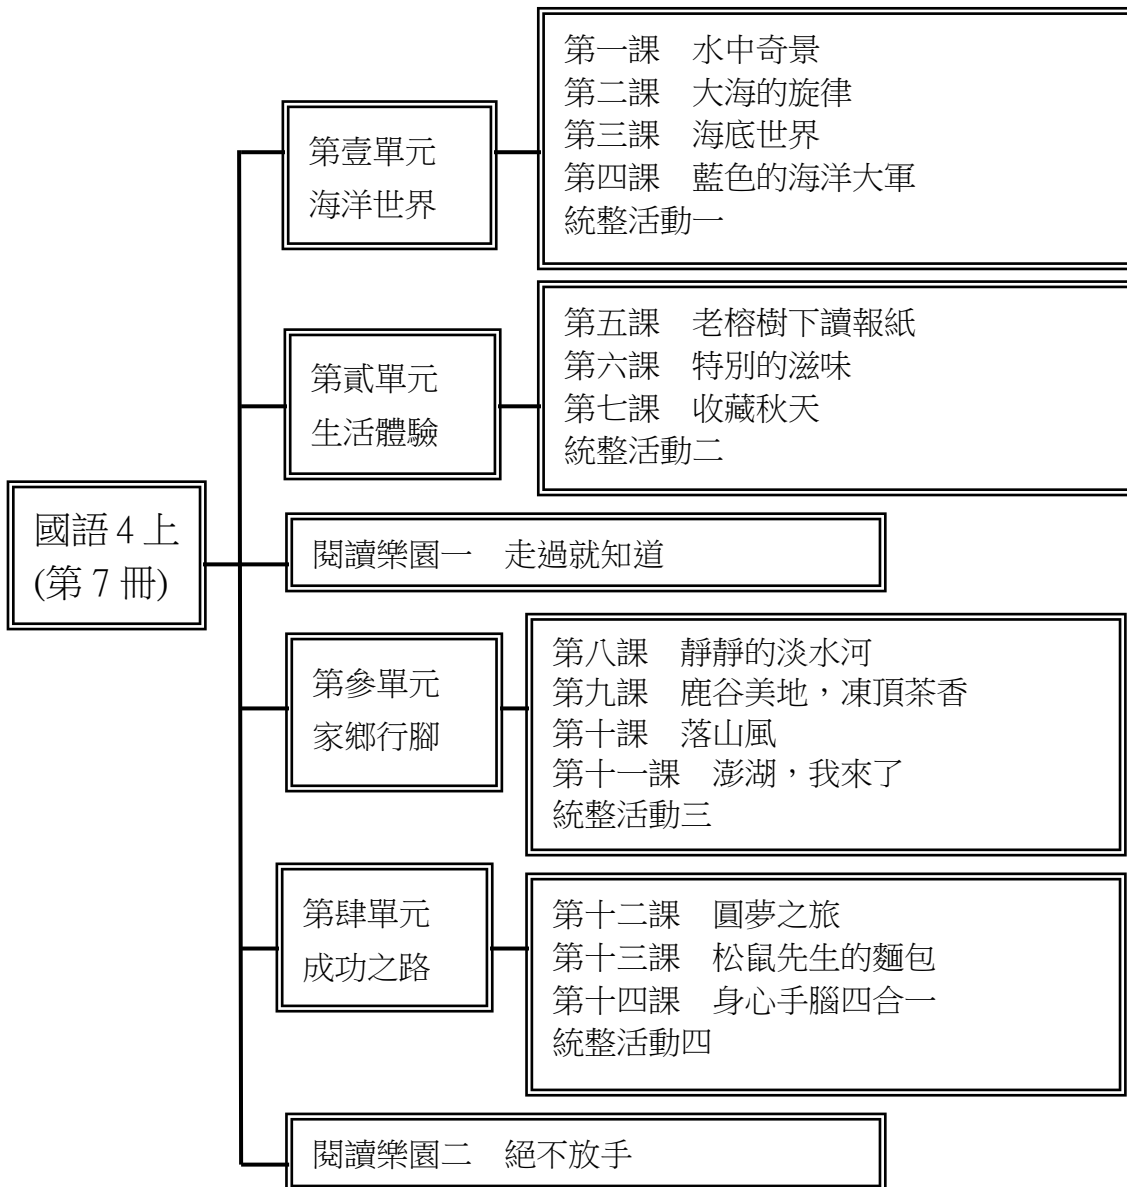 國語 4 上
(第 7 冊)
第壹單元
海洋世界
第一課　水中奇景
第二課　大海的旋律
第三課　海底世界
第四課　藍色的海洋大軍
統整活動一
第貳單元
生活體驗
第五課　老榕樹下讀報紙
第六課　特別的滋味
第七課　收藏秋天
統整活動二
閱讀樂園一　走過就知道
第參單元
家鄉行腳
第八課　靜靜的淡水河
第九課　鹿谷美地，凍頂茶香
第十課　落山風
第十一課　澎湖，我來了
統整活動三
第肆單元
成功之路
第十二課　圓夢之旅
第十三課　松鼠先生的麵包
第十四課　身心手腦四合一
統整活動四
閱讀樂園二　絕不放手